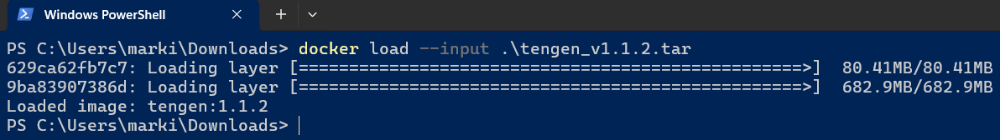 Windows PowerShell
PS C:\Users\marki\Downloads> docker load --input .\tengen_v1.1.2.tar
629ca62fb7c7: Loading layer [==================================================>]  80.41MB/80.41MB
9ba83907386d: Loading layer [==================================================>]  682.9MB/682.9MB
Loaded image: tengen:1.1.2
PS C:\Users\marki\Downloads>